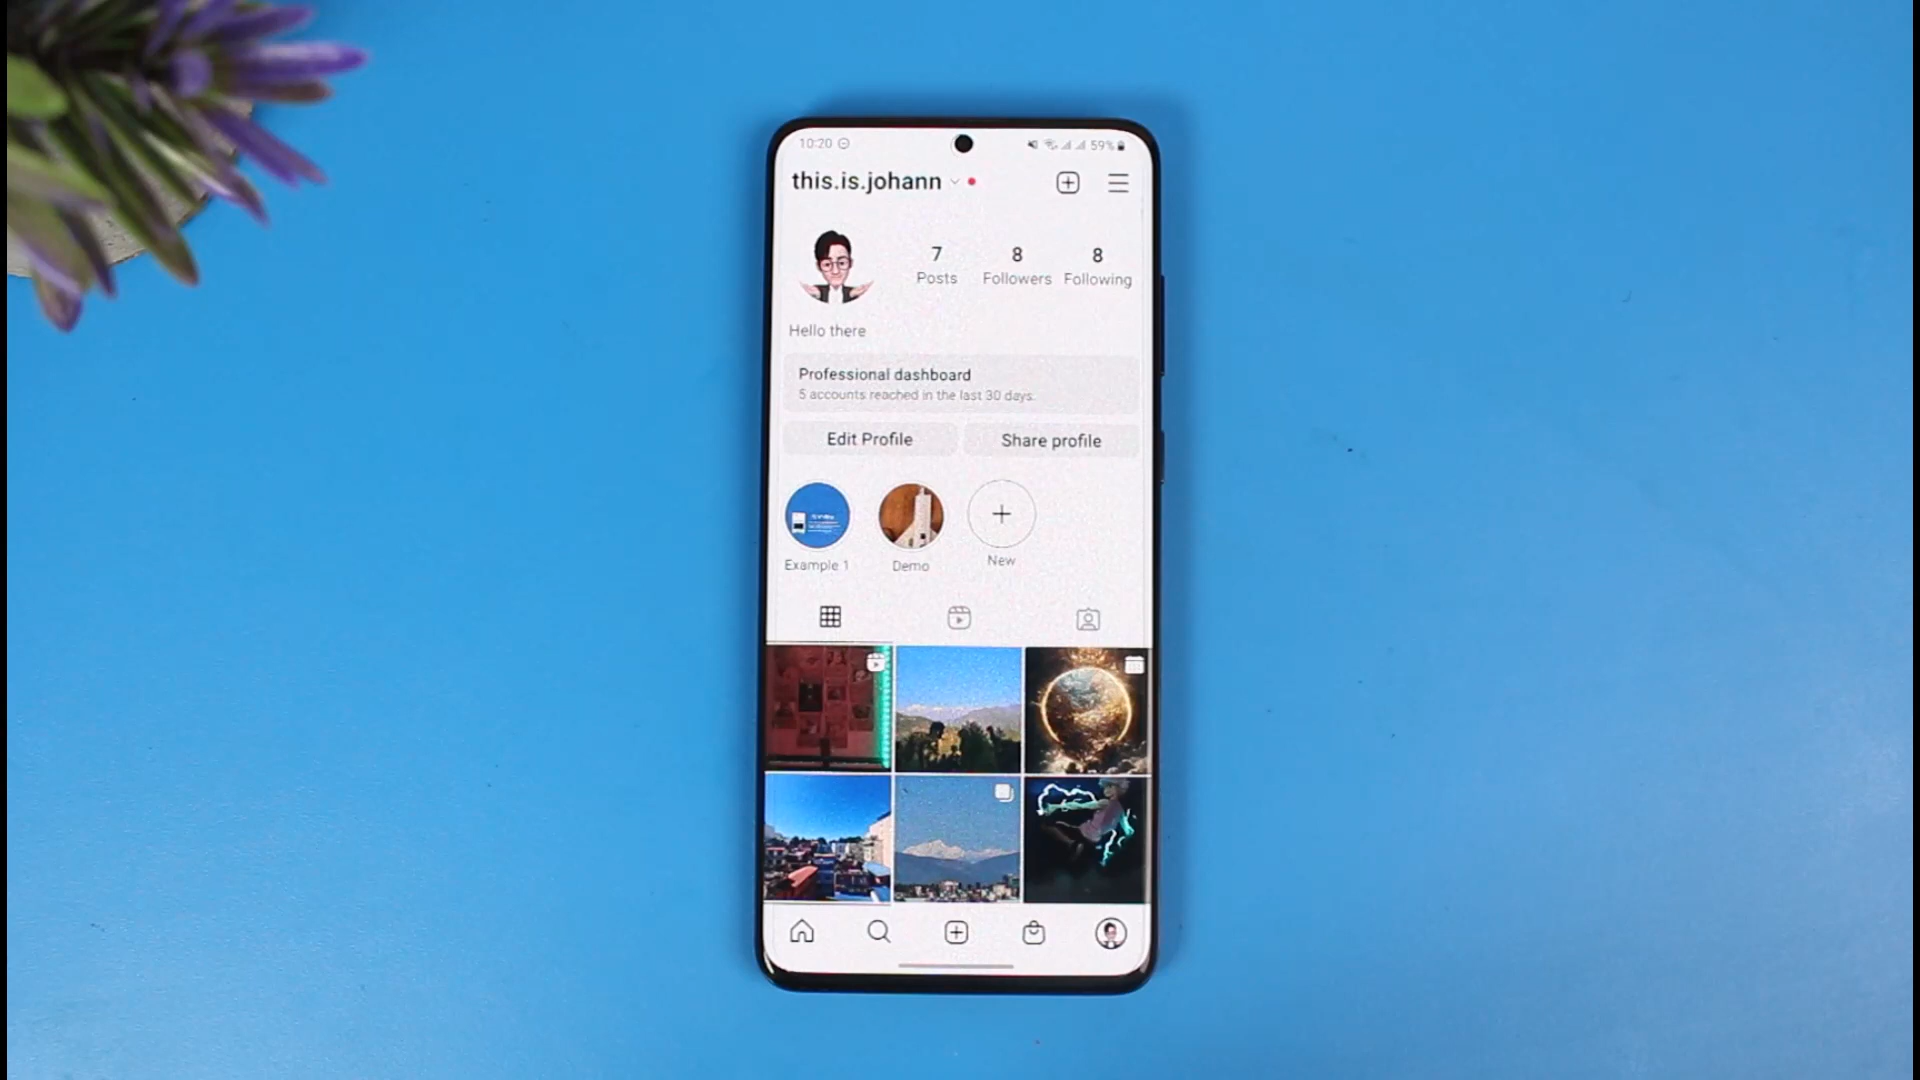 10:20
59%
this.is.johann
7
8
8
Posts
Followers
Following
Hello there
Professional dashboard
5 accounts reached in the last 30 days.
Edit Profile
Share profile
Example 1
Demo
New